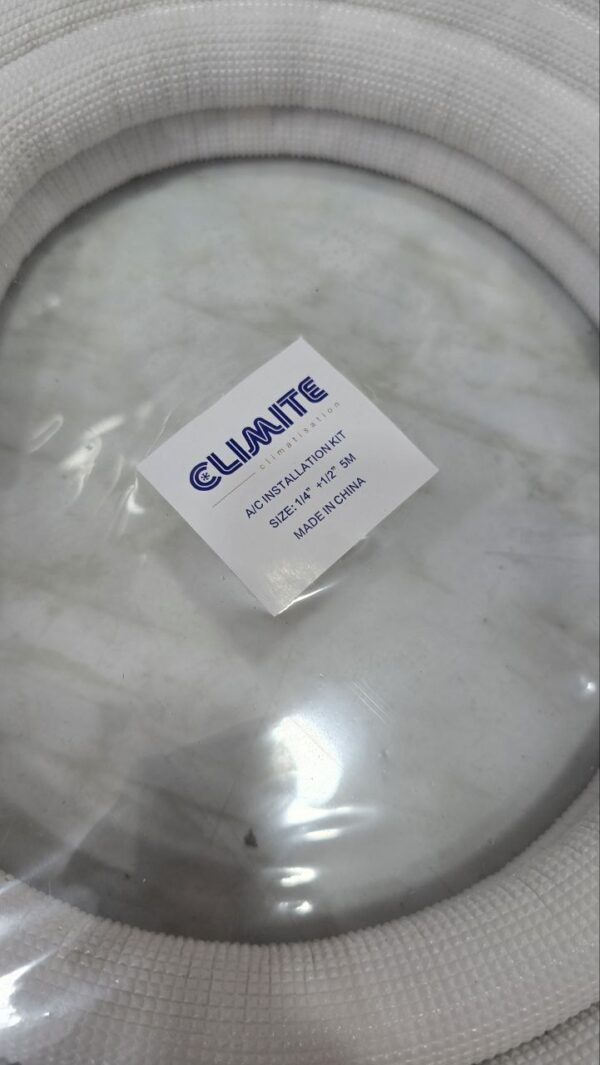 CLIMITE
climatisation
A/C INSTALLATION KIT
SIZE: 1/4" +1/2" 5M
MADE IN CHINA